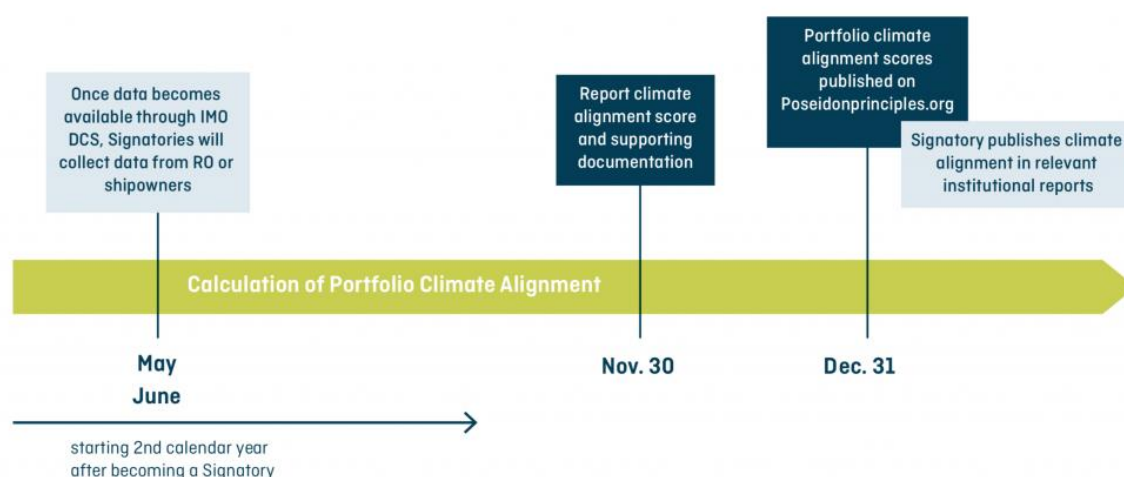 Once data becomes
available through IMO
DCS, Signatories will
collect data from RO or
shipowners
Report climate
alignment score
and supporting
documentation
Portfolio climate
alignment scores
published on
Poseidonprinciples.org
Signatory publishes climate
alignment in relevant
institutional reports
Calculation of Portfolio Climate Alignment
May
June
Nov. 30
Dec. 31
starting 2nd calendar year
after becoming a Signatory